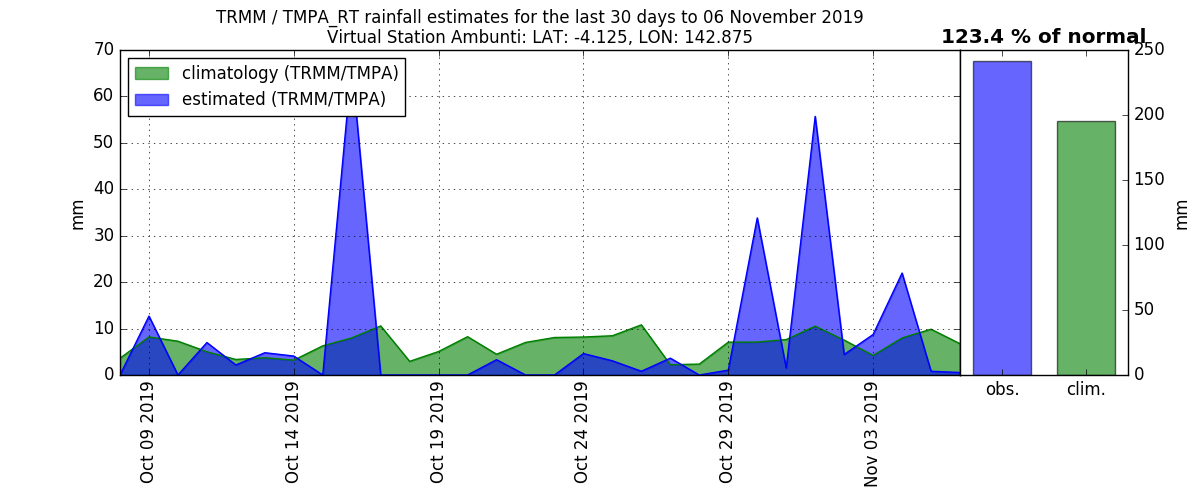 TRMM / TMPA_RT rainfall estimates for the last 30 days to 06 November 2019
Virtual Station Ambunti: LAT: -4.125, LON: 142.875
123.4 % of normal
climatology (TRMM/TMPA)
estimated (TRMM/TMPA)
70
60
50
40
30
20
10
0
mm
250
200
150
100
50
0
mm
Oct 09 2019
Oct 14 2019
Oct 19 2019
Oct 24 2019
Oct 29 2019
Nov 03 2019
obs.
clim.